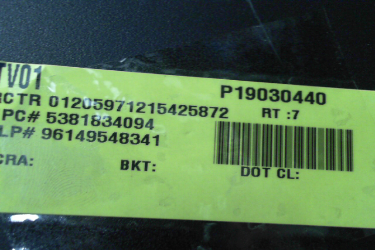 TV01
P19030440
CTR 01205971215425872 RT :7
PC# 5381834094
LP# 96149548341
CRA: BKT: DOT CL: